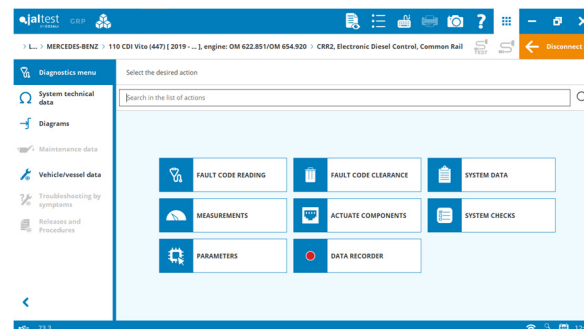 jaltest GRP
> L... > MERCEDES-BENZ > 110 CDI Vito (447) [ 2019 - ... ], engine: OM 622.851/OM 654.920 > CRR2, Electronic Diesel Control, Common Rail
TEST
Disconnect
Diagnostics menu
Select the desired action
System technical
data
Search in the list of actions
Diagrams
Maintenance data
Vehicle/vessel data
Troubleshooting by
symptoms
Releases and
Procedures
FAULT CODE READING
FAULT CODE CLEARANCE
SYSTEM DATA
MEASUREMENTS
ACTUATE COMPONENTS
SYSTEM CHECKS
PARAMETERS
DATA RECORDER